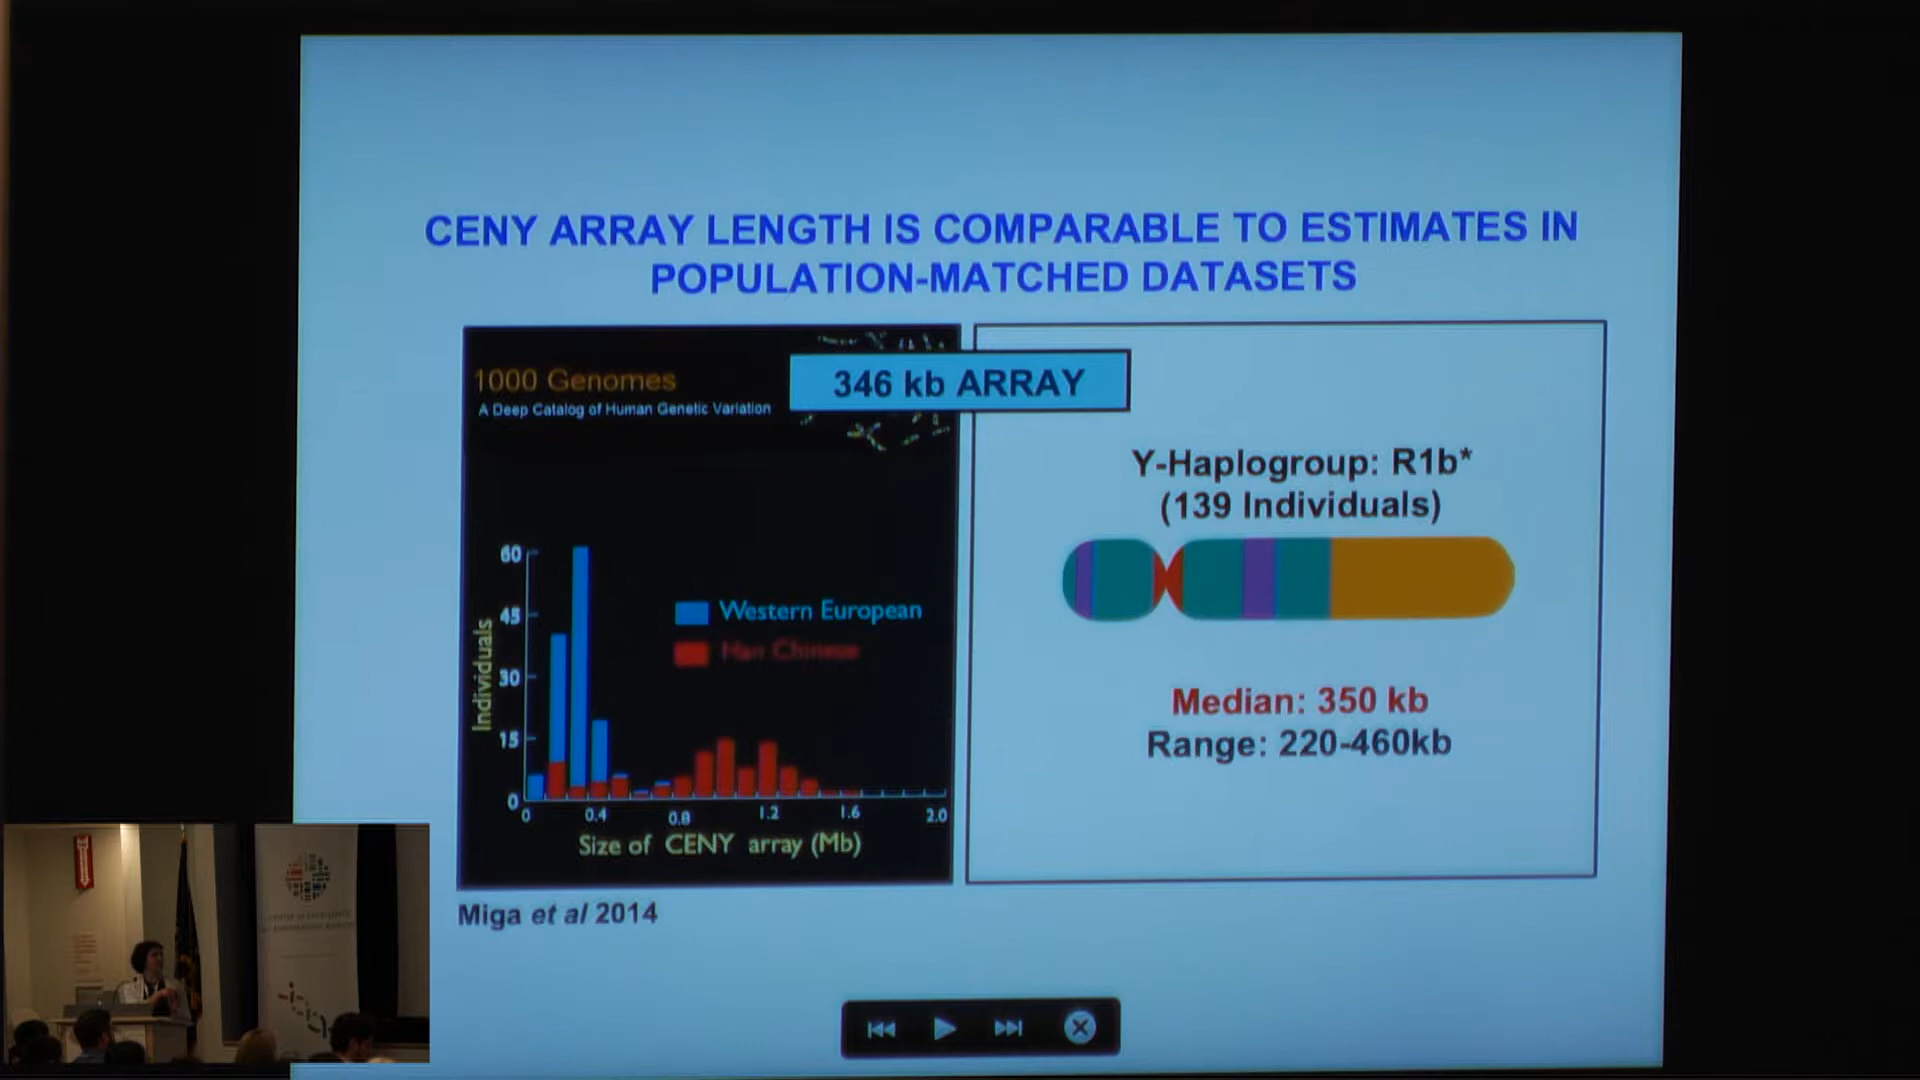 CENY ARRAY LENGTH IS COMPARABLE TO ESTIMATES IN
POPULATION-MATCHED DATASETS
1000 Genomes
A Deep Catalog of Human Genetic Variation
346 kb ARRAY
60
45
30
15
0
Individuals
Western European
Han Chinese
0 0.4 0.8 1.2 1.6 2.0
Size of CENY array (Mb)
Y-Haplogroup: R1b*
(139 Individuals)
Median: 350 kb
Range: 220-460kb
Miga et al 2014